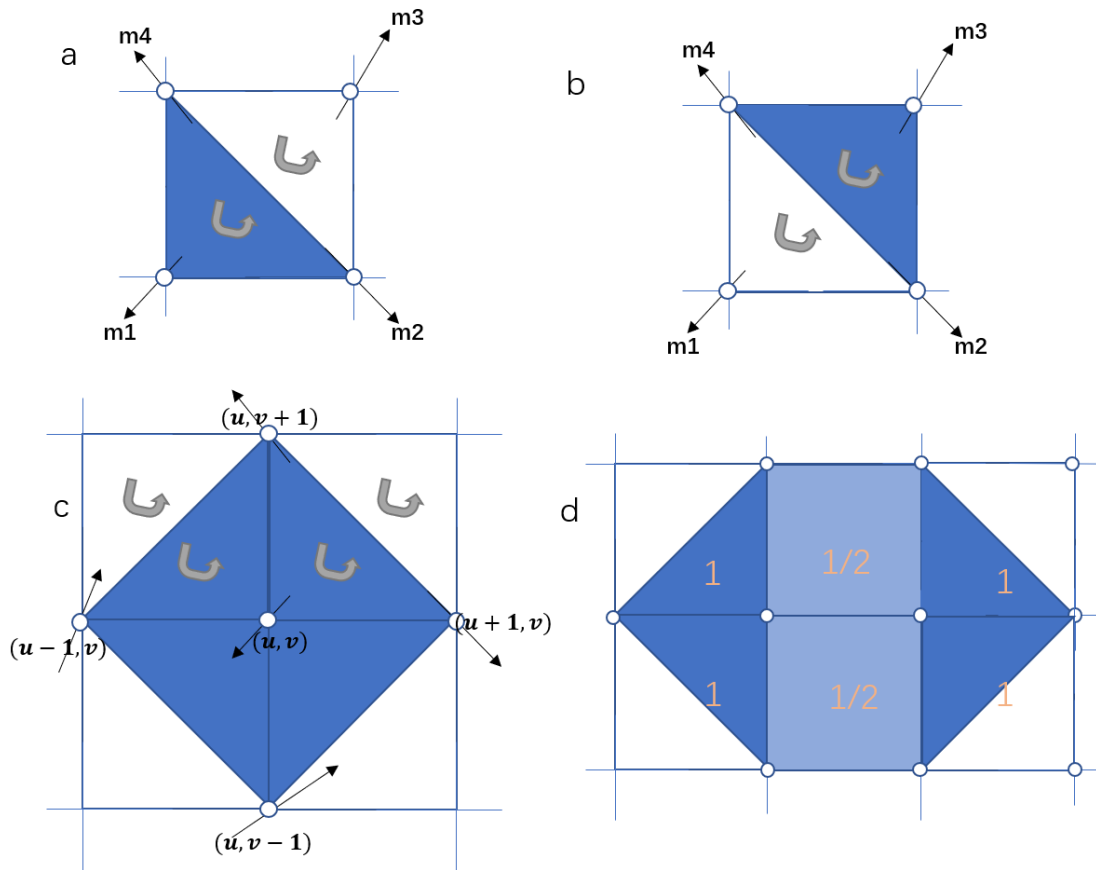 a
m4
m3
m1
m2
b
m4
m3
m1
m2
c
(u, v + 1)
(u - 1, v)
(u, v)
(u + 1, v)
(u, v - 1)
d
1
1/2
1
1
1/2
1